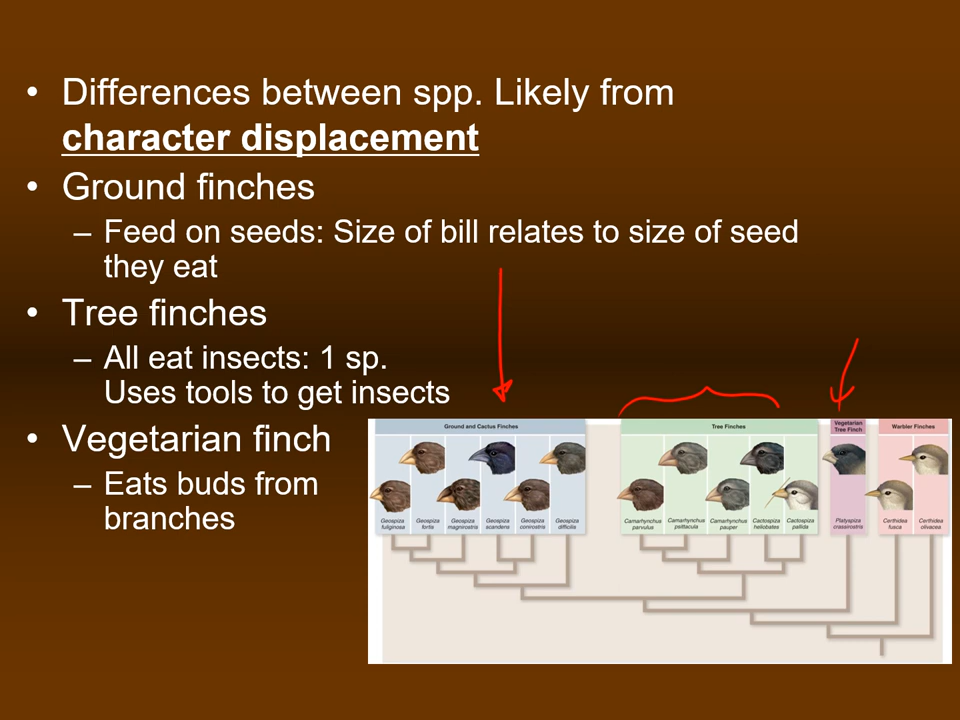 • Differences between spp. Likely from
character displacement
• Ground finches
– Feed on seeds: Size of bill relates to size of seed
they eat
• Tree finches
– All eat insects: 1 sp.
Uses tools to get insects
• Vegetarian finch
– Eats buds from
branches
Ground and Cactus Finches
Tree Finches
Vegetarian
Tree Finch
Warbler Finches
Geospiza
fuliginosa
Geospiza
fortis
Geospiza
magnirostris
Geospiza
scandens
Geospiza
conirostris
Geospiza
difficilis
Camarhynchus
parvulus
Camarhynchus
psittacula
Camarhynchus
pauper
Cactospiza
heliobates
Cactospiza
pallida
Platyspiza
crassirostris
Certhidea
fusca
Certhidea
olivacea